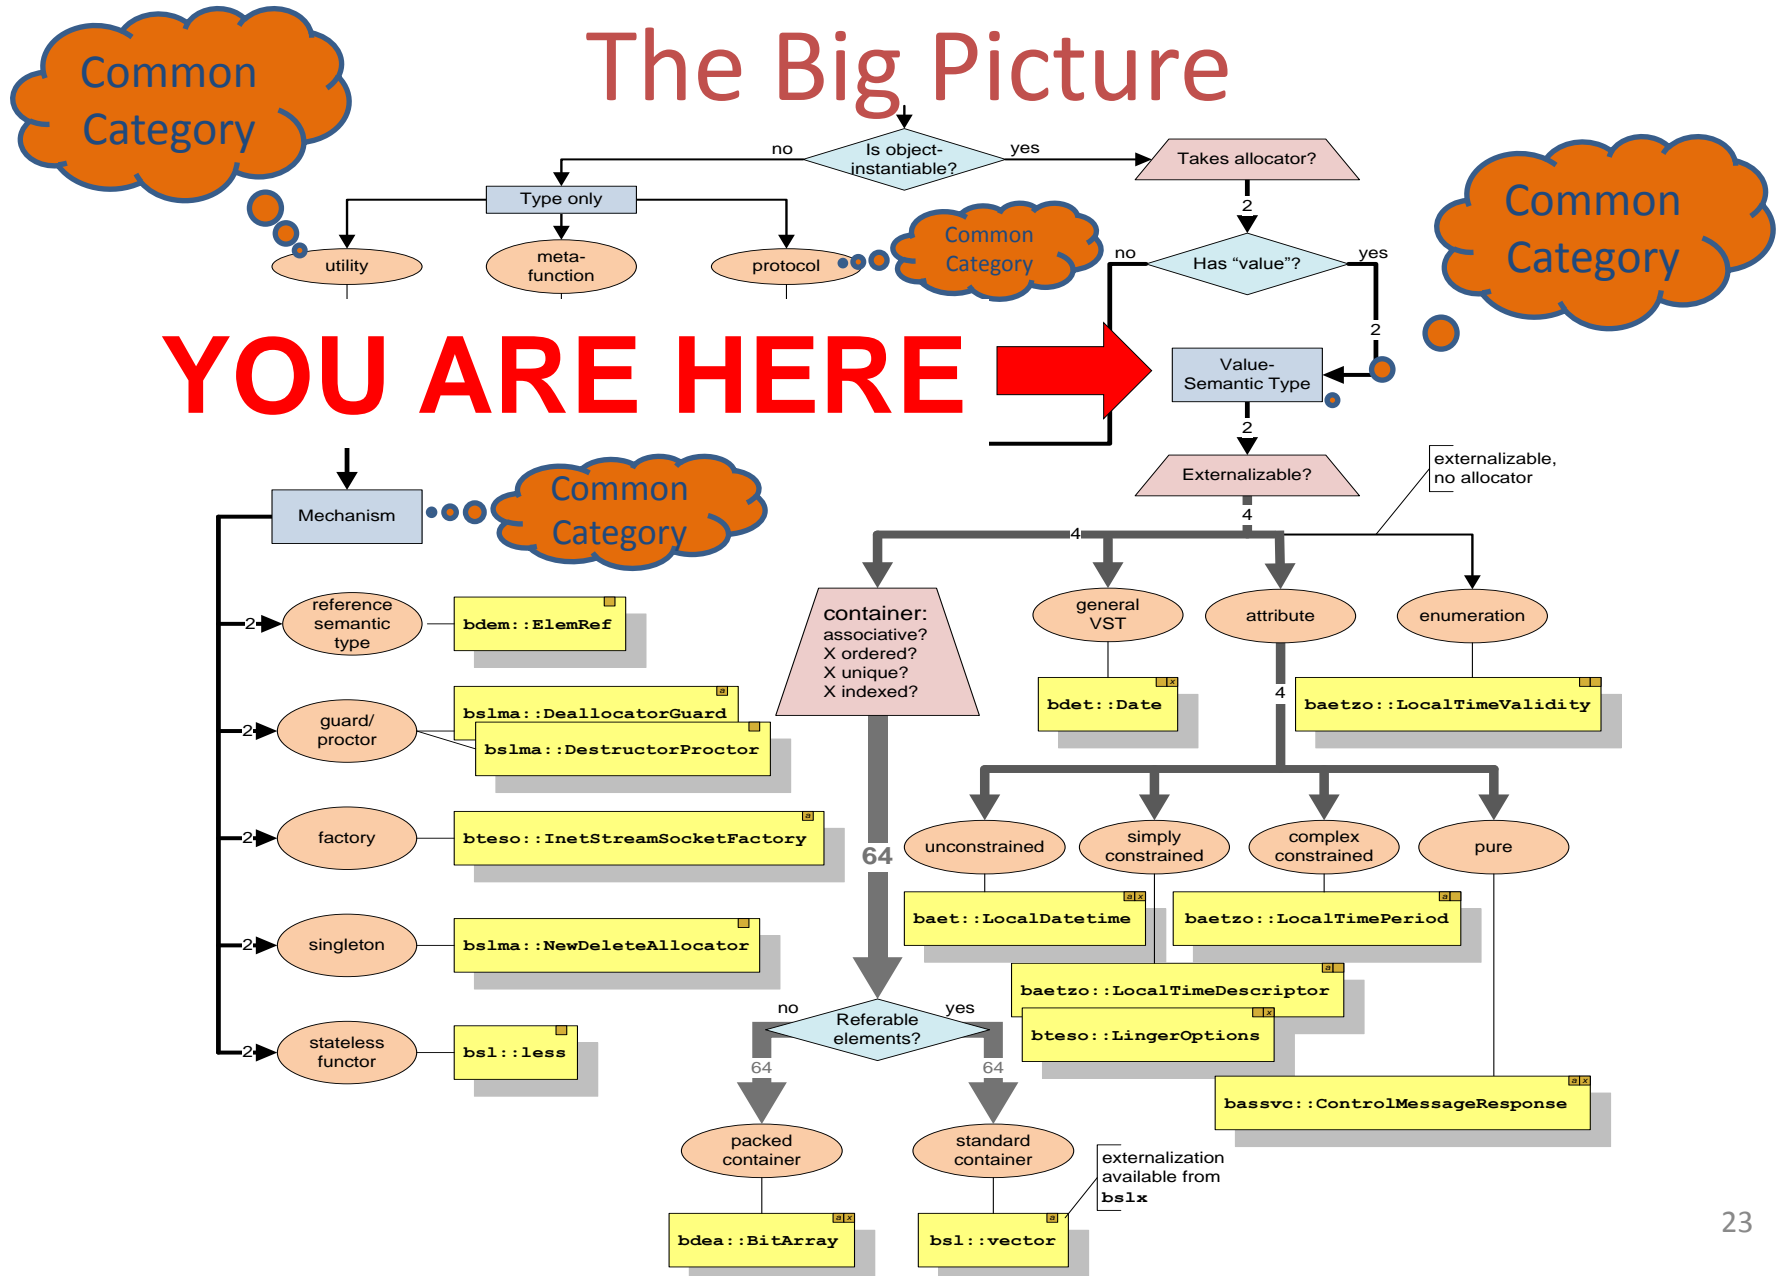 The Big Picture
Common
Category
Is object-
instantiable?
no
yes
Takes allocator?
2
Type only
utility
meta-
function
protocol
Common
Category
Common
Category
Has “value”?
no
yes
2
YOU ARE HERE
Value-
Semantic Type
2
Externalizable?
externalizable,
no allocator
4
4
Mechanism
Common
Category
2
reference
semantic
type
bdem::ElemRef
2
guard/
proctor
a
bslma::DeallocatorGuard
bslma::DestructorProctor
2
factory
a
bteso::InetStreamSocketFactory
2
singleton
bslma::NewDeleteAllocator
2
stateless
functor
bsl::less
container:
associative?
X ordered?
X unique?
X indexed?
general
VST
x
bdet::Date
attribute
4
enumeration
baetzo::LocalTimeValidity
64
unconstrained
a x
baet::LocalDatetime
simply
constrained
a
baetzo::LocalTimeDescriptor
x
bteso::LingerOptions
complex
constrained
a
baetzo::LocalTimePeriod
pure
a x
bassvc::ControlMessageResponse
Referable
elements?
no
yes
64
64
packed
container
a x
bdea::BitArray
standard
container
a
bsl::vector
externalization
available from
bslx
23